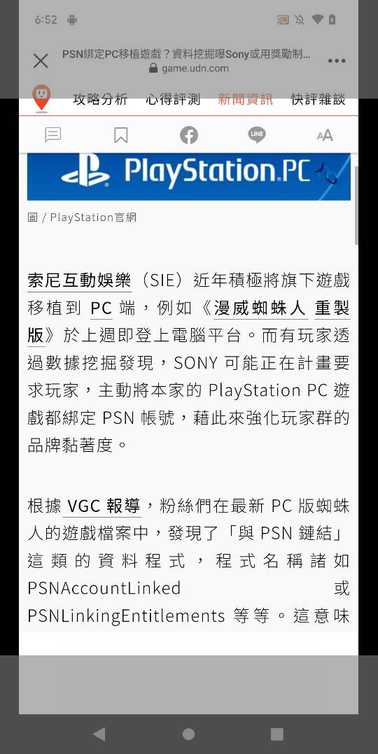 6:52
PSN綁定PC移植遊戲？資料挖掘曝Sony或用獎勵制...
game.udn.com
攻略分析 心得評測 新聞資訊 快評雜談
AA
PlayStation.PC
圖 / PlayStation官網
索尼互動娛樂（SIE）近年積極將旗下遊戲
移植到 PC 端，例如《漫威蜘蛛人 重製
版》於上週即登上電腦平台。而有玩家透
過數據挖掘發現，SONY 可能正在計畫要
求玩家，主動將本家的 PlayStation PC 遊
戲都綁定 PSN 帳號，藉此來強化玩家群的
品牌黏著度。
根據 VGC 報導，粉絲們在最新 PC 版蜘蛛
人的遊戲檔案中，發現了「與 PSN 鏈結」
這類的資料程式，程式名稱諸如
PSNAccountLinked 或
PSNLinkingEntitlements 等等。這意味